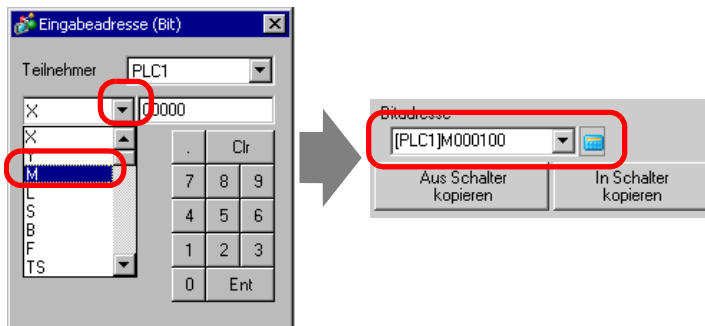 Eingabeadresse (Bit)
Teilnehmer PLC1
X 00000
X
Y
M
L
S
B
F
TS
. Clr
7 8 9
4 5 6
1 2 3
0 Ent
Bitadresse
[PLC1]M000100
Aus Schalter
kopieren
In Schalter
kopieren